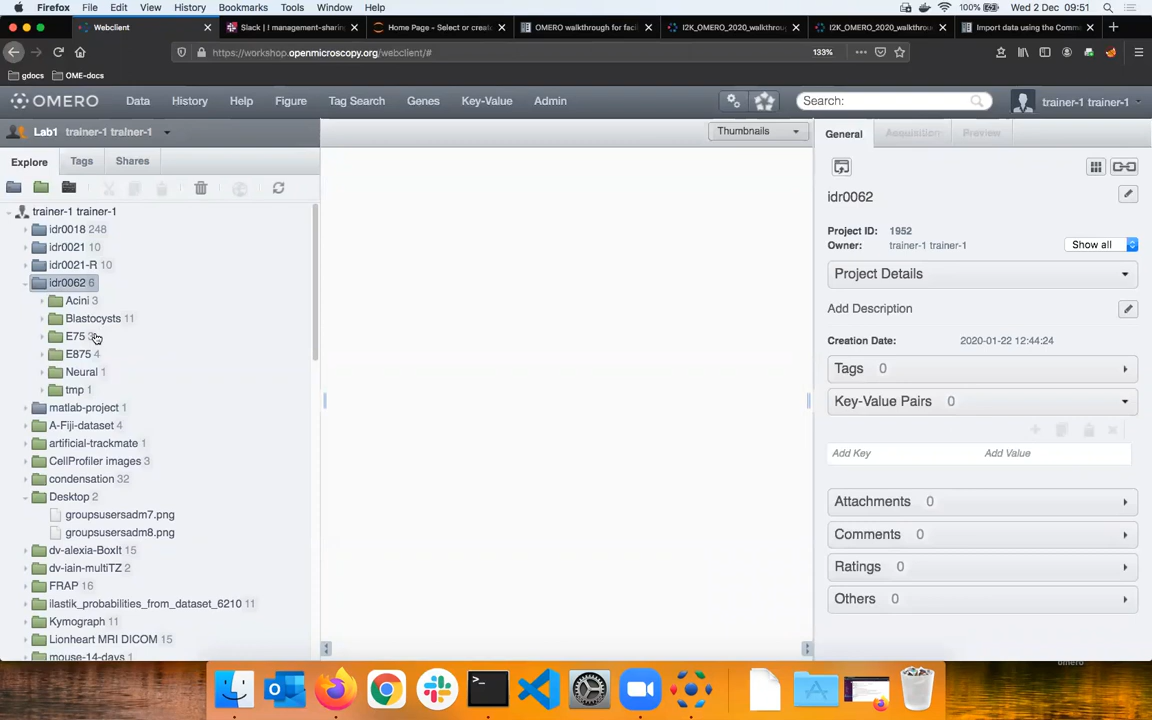 Firefox File Edit View History Bookmarks Tools Window Help 100% Wed 2 Dec 09:51
Webclient × Slack | ! management-sharing × Home Page - Select or create × OMERO walkthrough for faci × I2K_OMERO_2020_walkthrou × I2K_OMERO_2020_walkthrou × Import data using the Comm × +
https://workshop.openmicroscopy.org/webclient/# 133%
gdocs OME-docs
OMERO Data History Help Figure Tag Search Genes Key-Value Admin Search: trainer-1 trainer-1
Lab1 trainer-1 trainer-1 Thumbnails General Acquisition Preview
Explore Tags Shares
trainer-1 trainer-1
idr0018 248
idr0021 10
idr0021-R 10
idr0062 6
Acini 3
Blastocysts 11
E75
E875 4
Neural 1
tmp 1
matlab-project 1
A-Fiji-dataset 4
artificial-trackmate 1
CellProfiler images 3
condensation 32
Desktop 2
groupsusersadm7.png
groupsusersadm8.png
dv-alexia-BoxIt 15
dv-iain-multiTZ 2
FRAP 16
ilastik_probabilities_from_dataset_6210 11
Kymograph 11
Lionheart MRI DICOM 15
mouse-14-days 1
idr0062
Project ID: 1952
Owner: trainer-1 trainer-1 Show all
Project Details
Add Description
Creation Date: 2020-01-22 12:44:24
Tags 0
Key-Value Pairs 0
Add Key Add Value
Attachments 0
Comments 0
Ratings 0
Others 0
omero